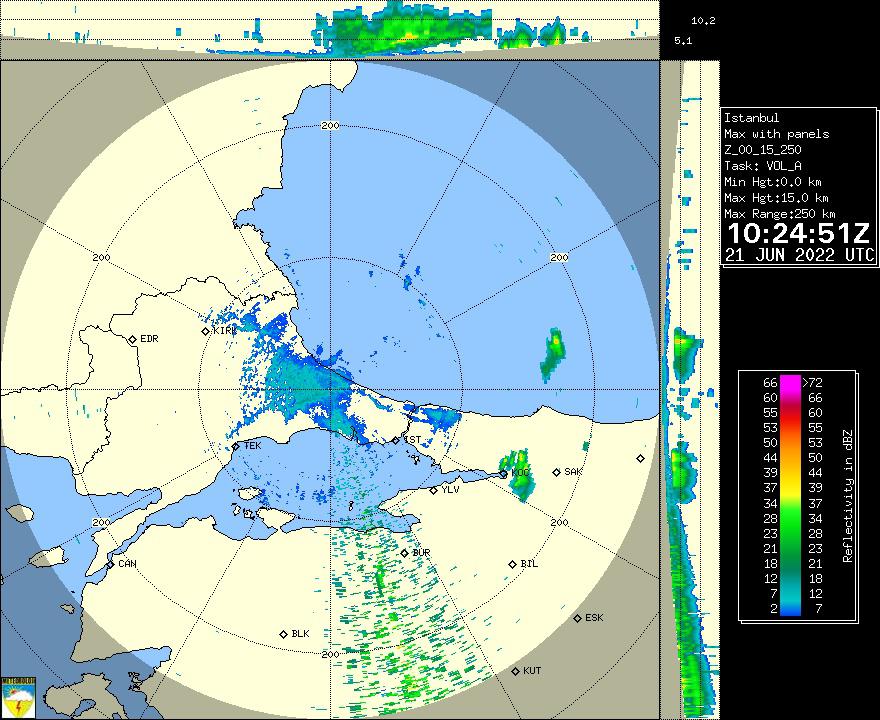 10.2
5.1
Istanbul
Max with panels
Z_00_15_250
Task: VOL_A
Min Hgt:0.0 km
Max Hgt:15.0 km
Max Range:250 km
10:24:51Z
21 JUN 2022 UTC
200
200
200
KIRK
EDR
TEK
IST
KOC
SAK
YLV
200
200
BUR
CAN
BIL
ESK
BLK
200
KUT
66 >72
60 66
55 60
53 55
50 53
44 50
39 44
37 39
34 37
28 34
23 28
21 23
18 21
12 18
7 12
2 7
Reflectivity in dBZ